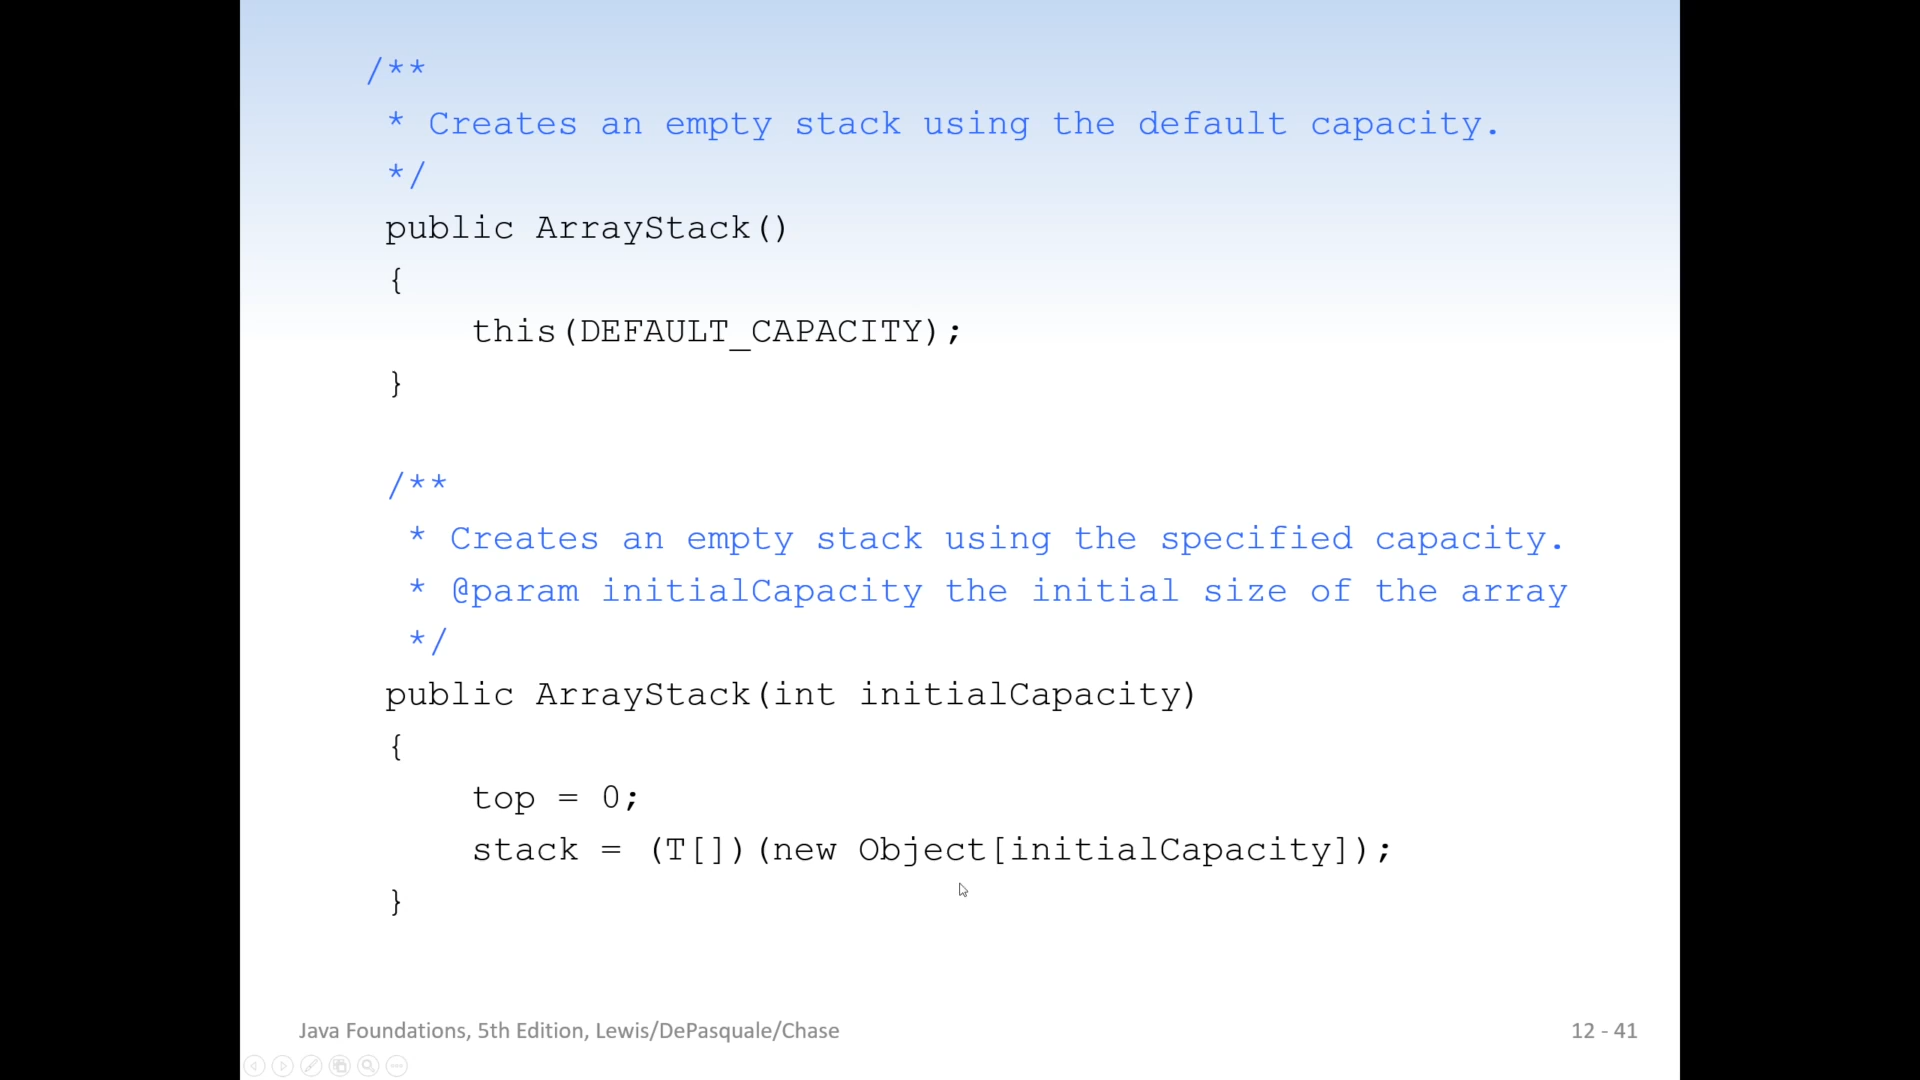 /**
* Creates an empty stack using the default capacity.
*/
public ArrayStack()
{
this(DEFAULT_CAPACITY);
}
/**
* Creates an empty stack using the specified capacity.
* @param initialCapacity the initial size of the array
*/
public ArrayStack(int initialCapacity)
{
top = 0;
stack = (T[])(new Object[initialCapacity]);
}
Java Foundations, 5th Edition, Lewis/DePasquale/Chase
12 - 41